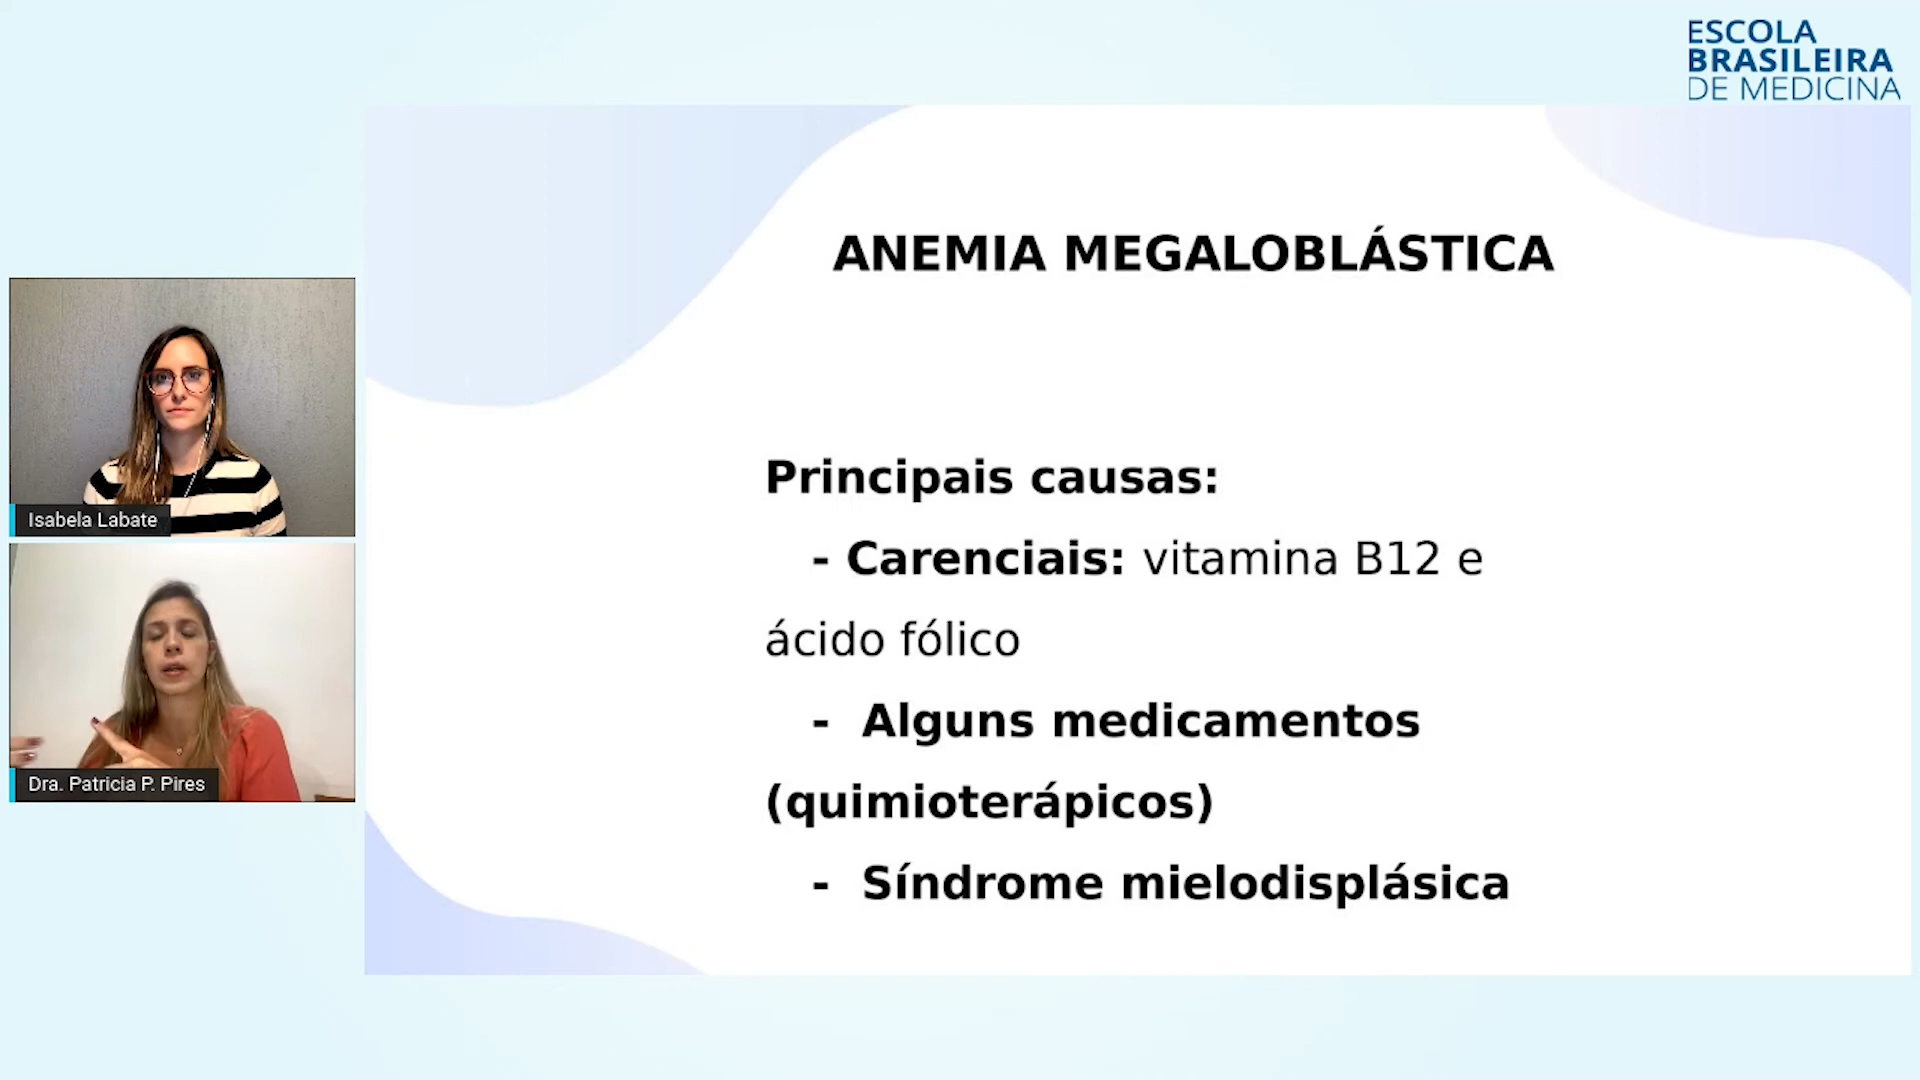 ESCOLA
BRASILEIRA
DE MEDICINA
ANEMIA MEGALOBLÁSTICA
Principais causas:
- Carenciais: vitamina B12 e
ácido fólico
- Alguns medicamentos
(quimioterápicos)
- Síndrome mielodisplásica
Isabela Labate
Dra. Patricia P. Pires